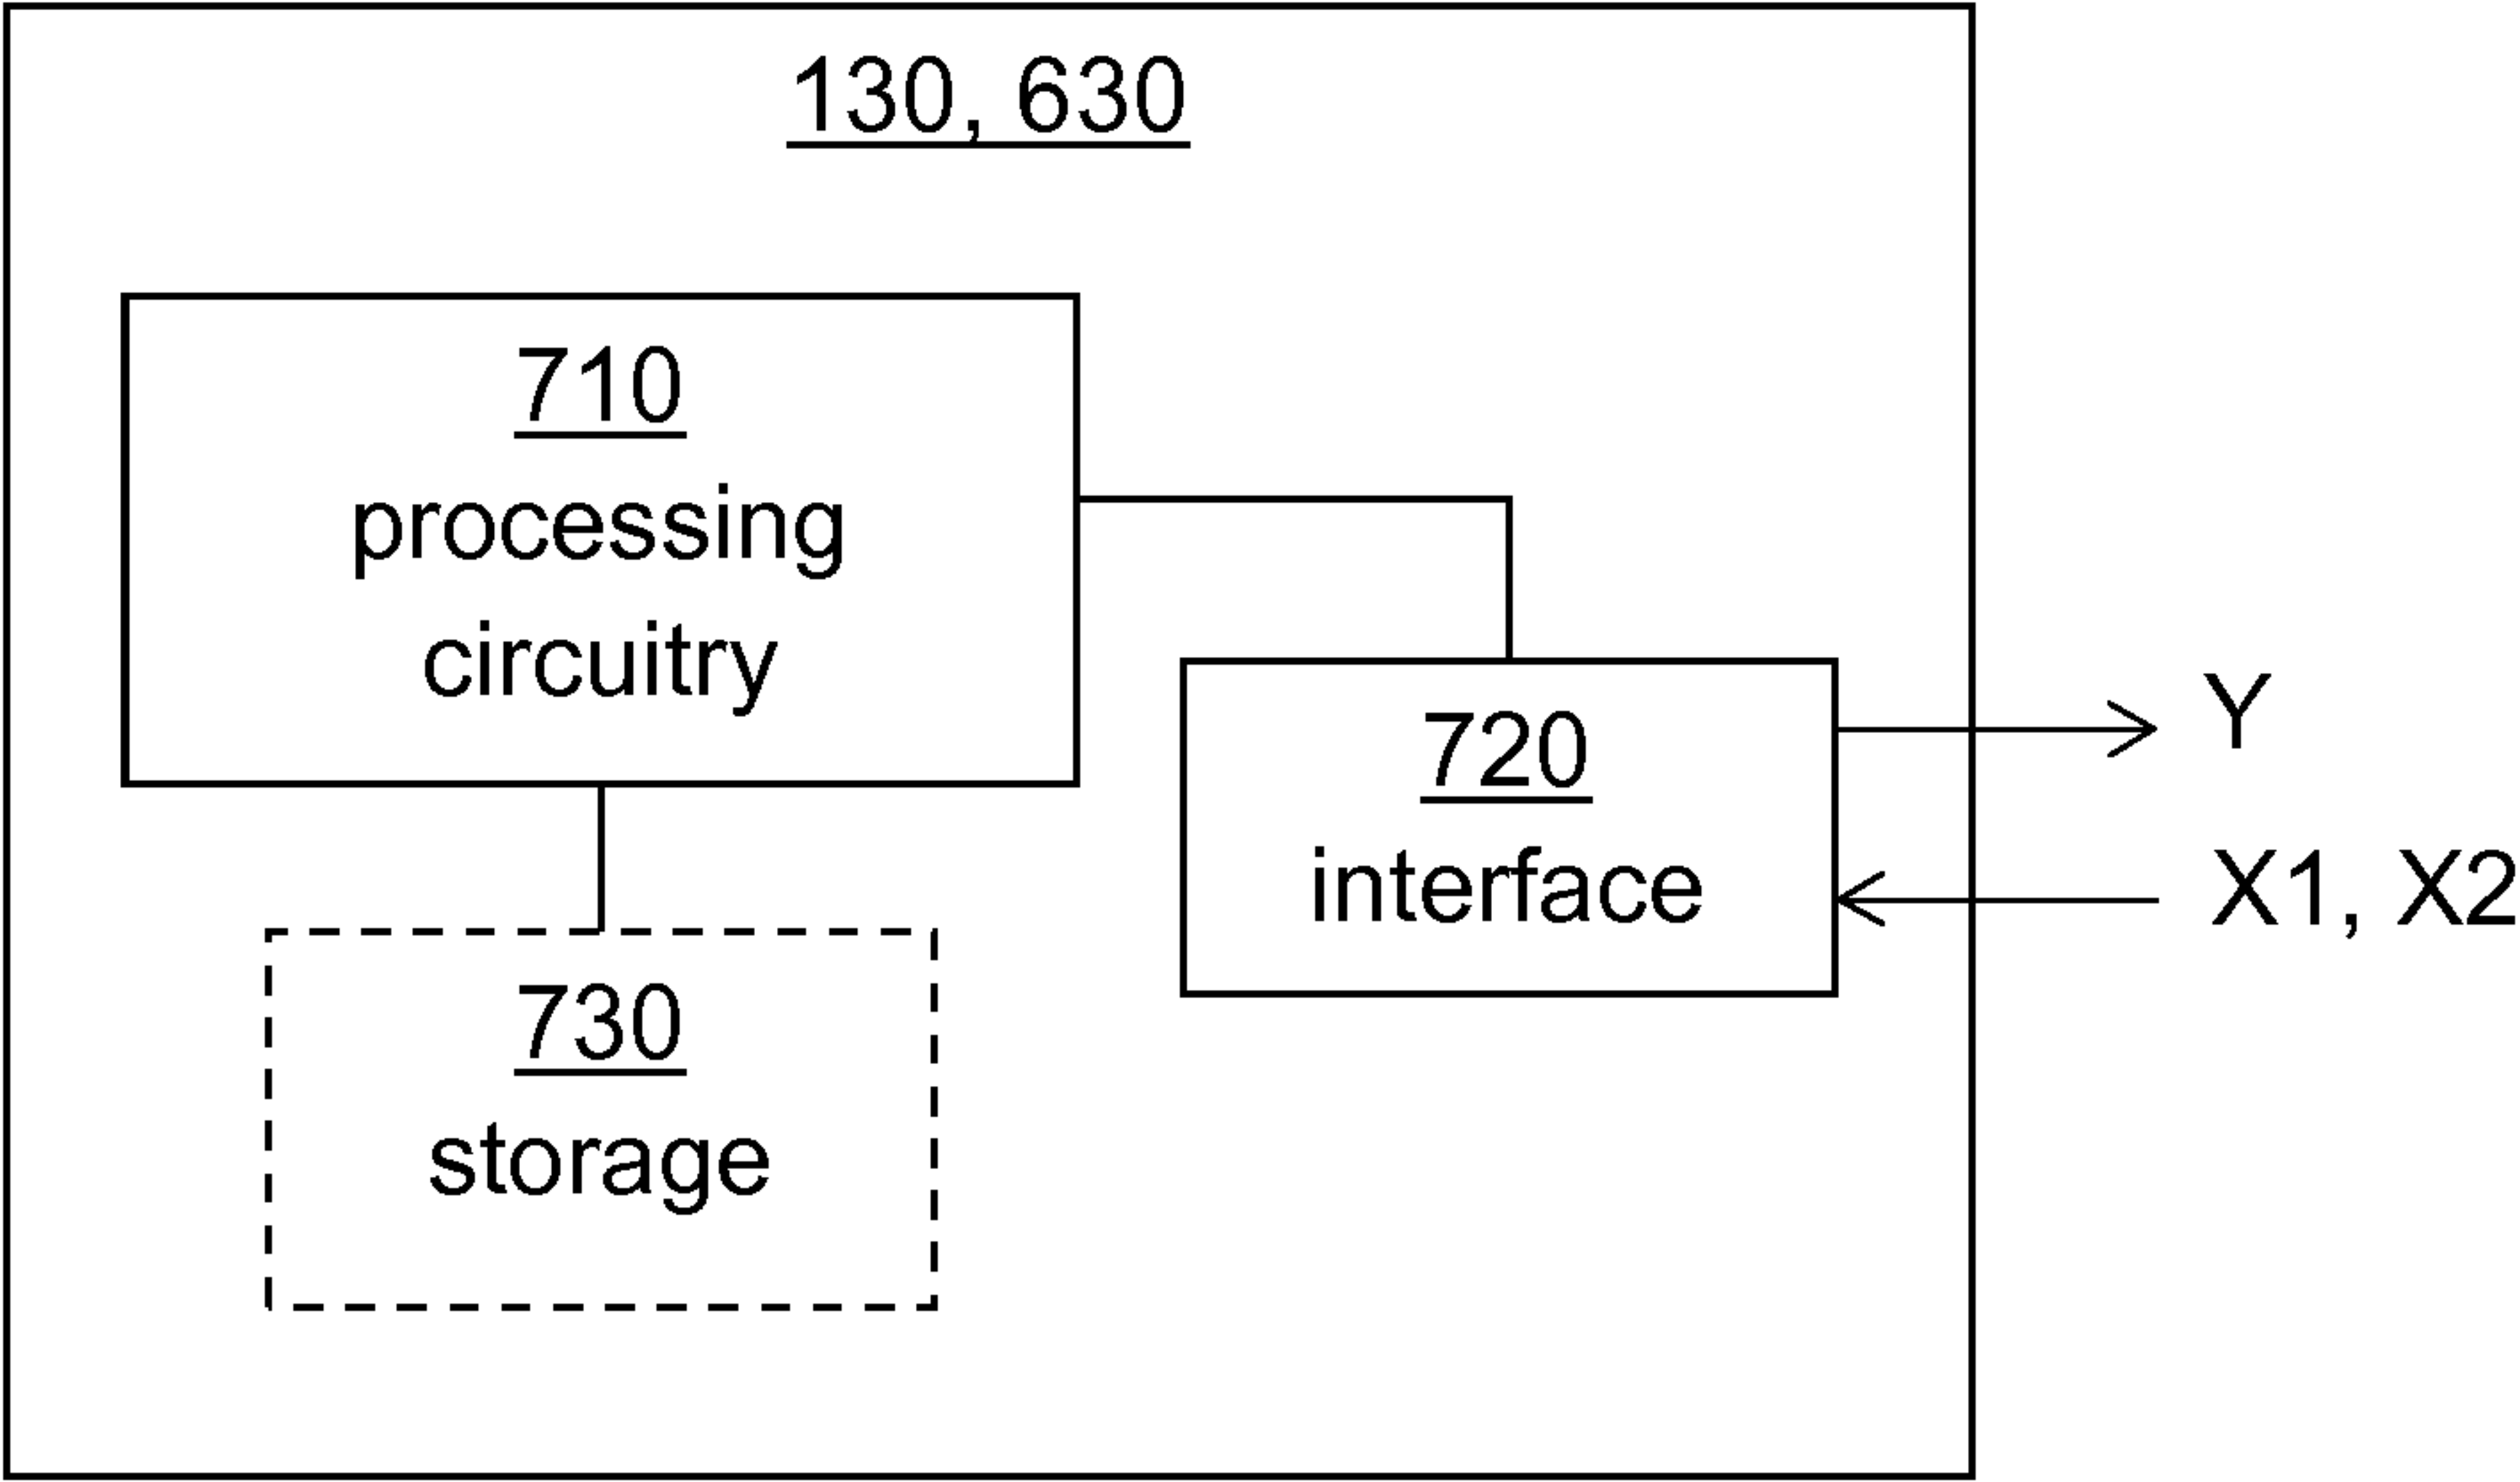 130, 630
710
processing
circuitry
720
interface
Y
X1, X2
730
storage